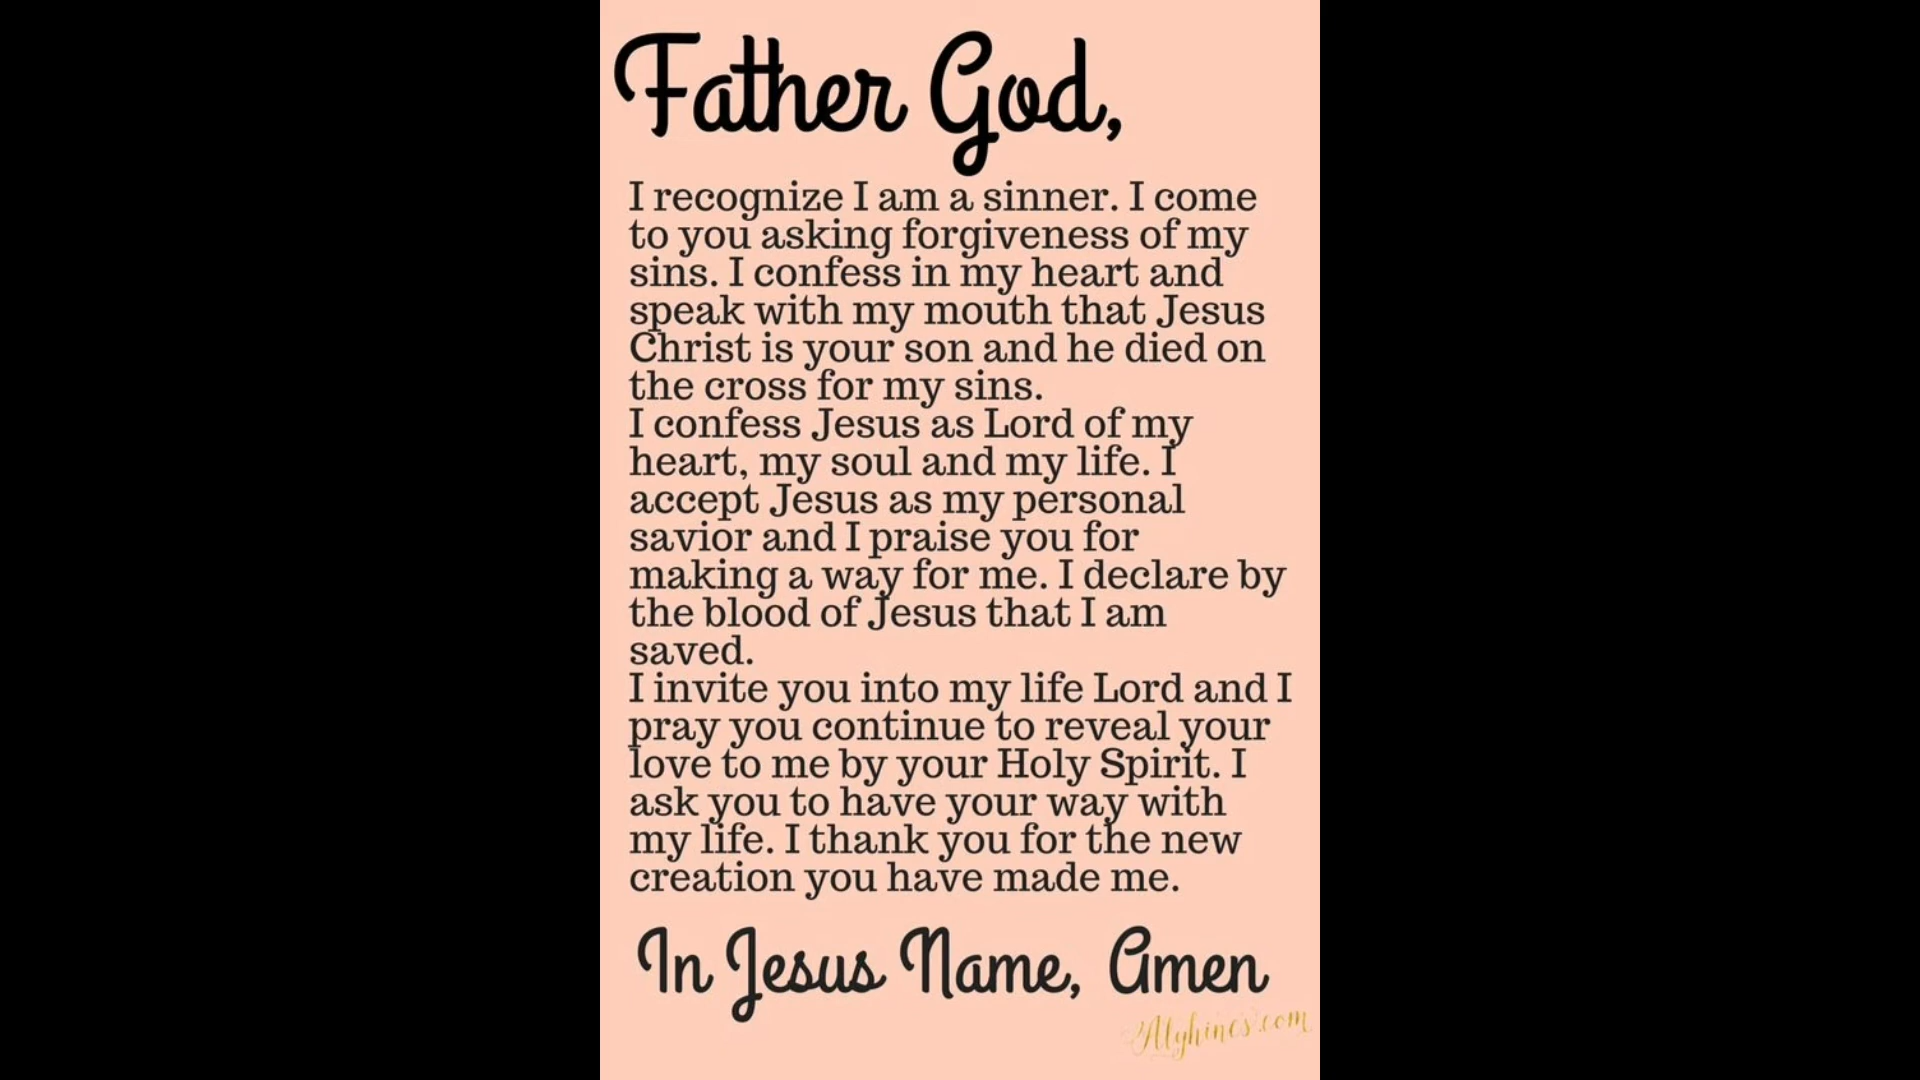 Father God,
I recognize I am a sinner. I come
to you asking forgiveness of my
sins. I confess in my heart and
speak with my mouth that Jesus
Christ is your son and he died on
the cross for my sins.
I confess Jesus as Lord of my
heart, my soul and my life. I
accept Jesus as my personal
savior and I praise you for
making a way for me. I declare by
the blood of Jesus that I am
saved.
I invite you into my life Lord and I
pray you continue to reveal your
love to me by your Holy Spirit. I
ask you to have your way with
my life. I thank you for the new
creation you have made me.
In Jesus Name, Amen
Alyhines.com